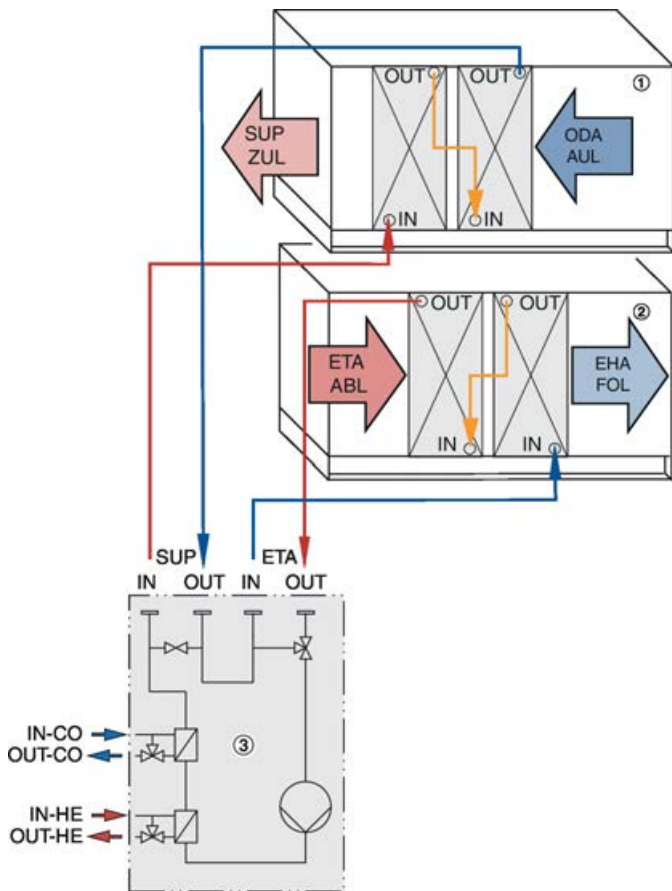 OUT OUT ①
SUP
ZUL
ODA
AUL
IN IN
OUT OUT ②
ETA
ABL
EHA
FOL
IN IN
SUP ETA
IN OUT IN OUT
IN-CO
OUT-CO
③
IN-HE
OUT-HE